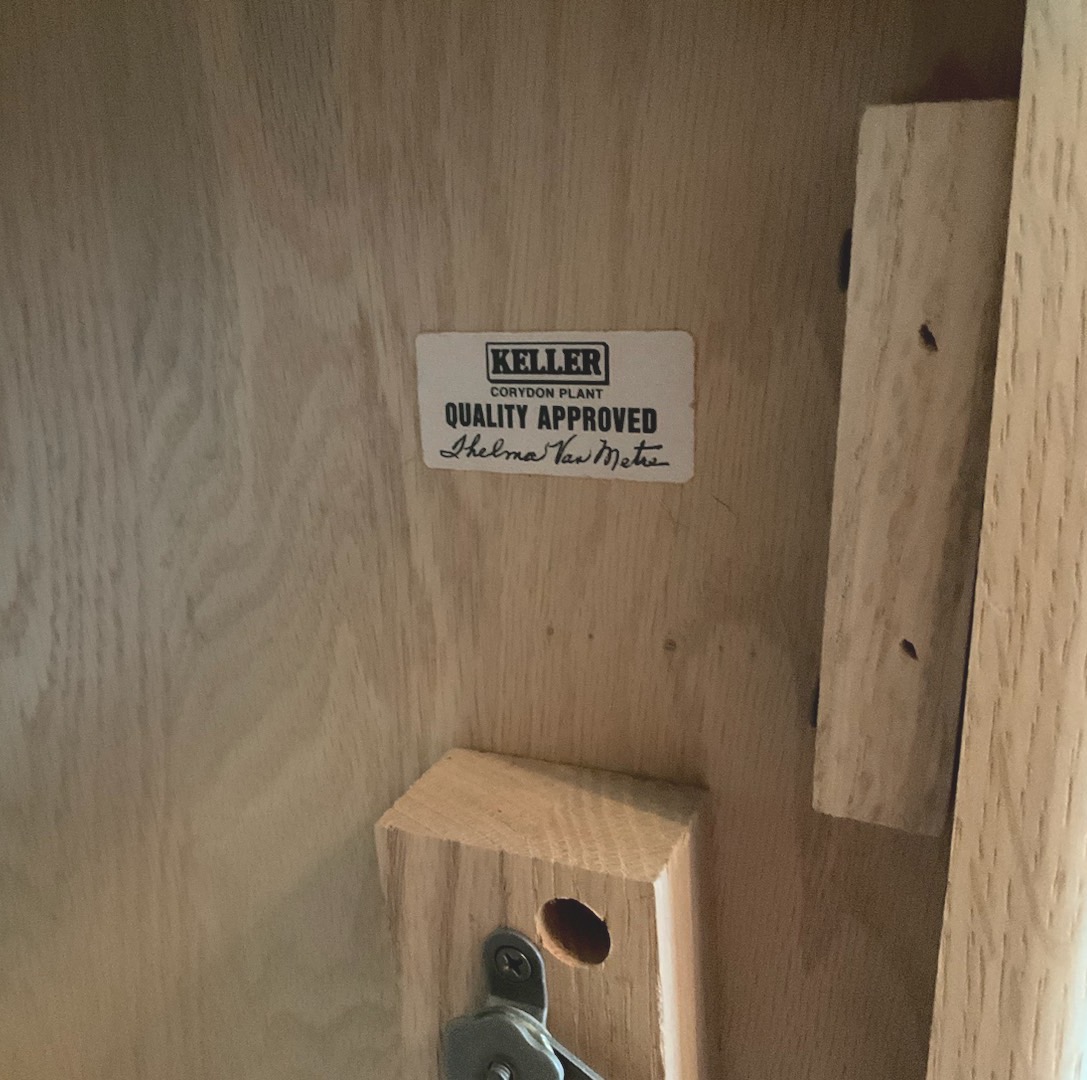 KELLER
CORYDON PLANT
QUALITY APPROVED
Thelma Van Metre